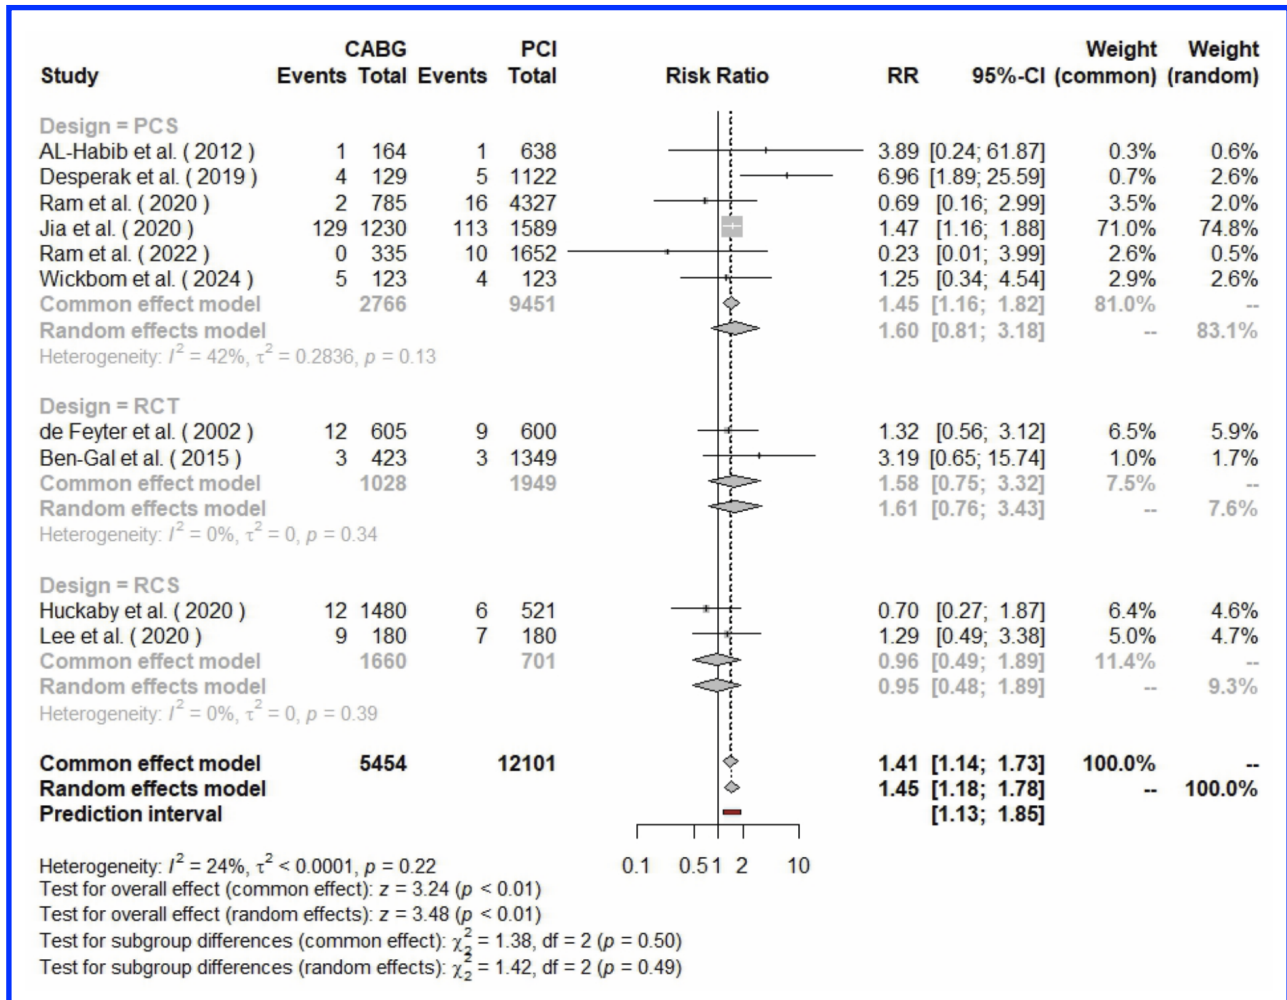 CABG PCI Weight Weight
Study Events Total Events Total Risk Ratio RR 95%-CI (common) (random)
Design = PCS
AL-Habib et al. ( 2012 ) 1 164 1 638 3.89 [0.24; 61.87] 0.3% 0.6%
Desperak et al. ( 2019 ) 4 129 5 1122 6.96 [1.89; 25.59] 0.7% 2.6%
Ram et al. ( 2020 ) 2 785 16 4327 0.69 [0.16; 2.99] 3.5% 2.0%
Jia et al. ( 2020 ) 129 1230 113 1589 1.47 [1.16; 1.88] 71.0% 74.8%
Ram et al. ( 2022 ) 0 335 10 1652 0.23 [0.01; 3.99] 2.6% 0.5%
Wickbom et al. ( 2024 ) 5 123 4 123 1.25 [0.34; 4.54] 2.9% 2.6%
Common effect model 2766 9451 1.45 [1.16; 1.82] 81.0% --
Random effects model 1.60 [0.81; 3.18] -- 83.1%
Heterogeneity: I² = 42%, τ² = 0.2836, p = 0.13
Design = RCT
de Feyter et al. ( 2002 ) 12 605 9 600 1.32 [0.56; 3.12] 6.5% 5.9%
Ben-Gal et al. ( 2015 ) 3 423 3 1349 3.19 [0.65; 15.74] 1.0% 1.7%
Common effect model 1028 1949 1.58 [0.75; 3.32] 7.5% --
Random effects model 1.61 [0.76; 3.43] -- 7.6%
Heterogeneity: I² = 0%, τ² = 0, p = 0.34
Design = RCS
Huckaby et al. ( 2020 ) 12 1480 6 521 0.70 [0.27; 1.87] 6.4% 4.6%
Lee et al. ( 2020 ) 9 180 7 180 1.29 [0.49; 3.38] 5.0% 4.7%
Common effect model 1660 701 0.96 [0.49; 1.89] 11.4% --
Random effects model 0.95 [0.48; 1.89] -- 9.3%
Heterogeneity: I² = 0%, τ² = 0, p = 0.39
Common effect model 5454 12101 1.41 [1.14; 1.73] 100.0% --
Random effects model 1.45 [1.18; 1.78] -- 100.0%
Prediction interval [1.13; 1.85]
0.1 0.5 1 2 10
Heterogeneity: I² = 24%, τ² < 0.0001, p = 0.22
Test for overall effect (common effect): z = 3.24 (p < 0.01)
Test for overall effect (random effects): z = 3.48 (p < 0.01)
Test for subgroup differences (common effect): χ²₂ = 1.38, df = 2 (p = 0.50)
Test for subgroup differences (random effects): χ²₂ = 1.42, df = 2 (p = 0.49)